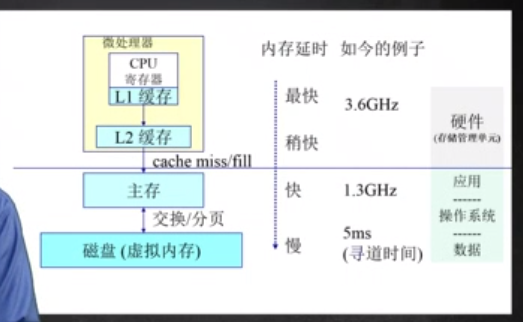 微处理器
CPU
寄存器
L1 缓存
L2 缓存
cache miss/fill
主存
交换/分页
磁盘 (虚拟内存)
内存延时 如今的例子
最快
3.6GHz
稍快
快
1.3GHz
慢
5ms
(寻道时间)
硬件
(存储管理单元)
应用
------
操作系统
------
数据